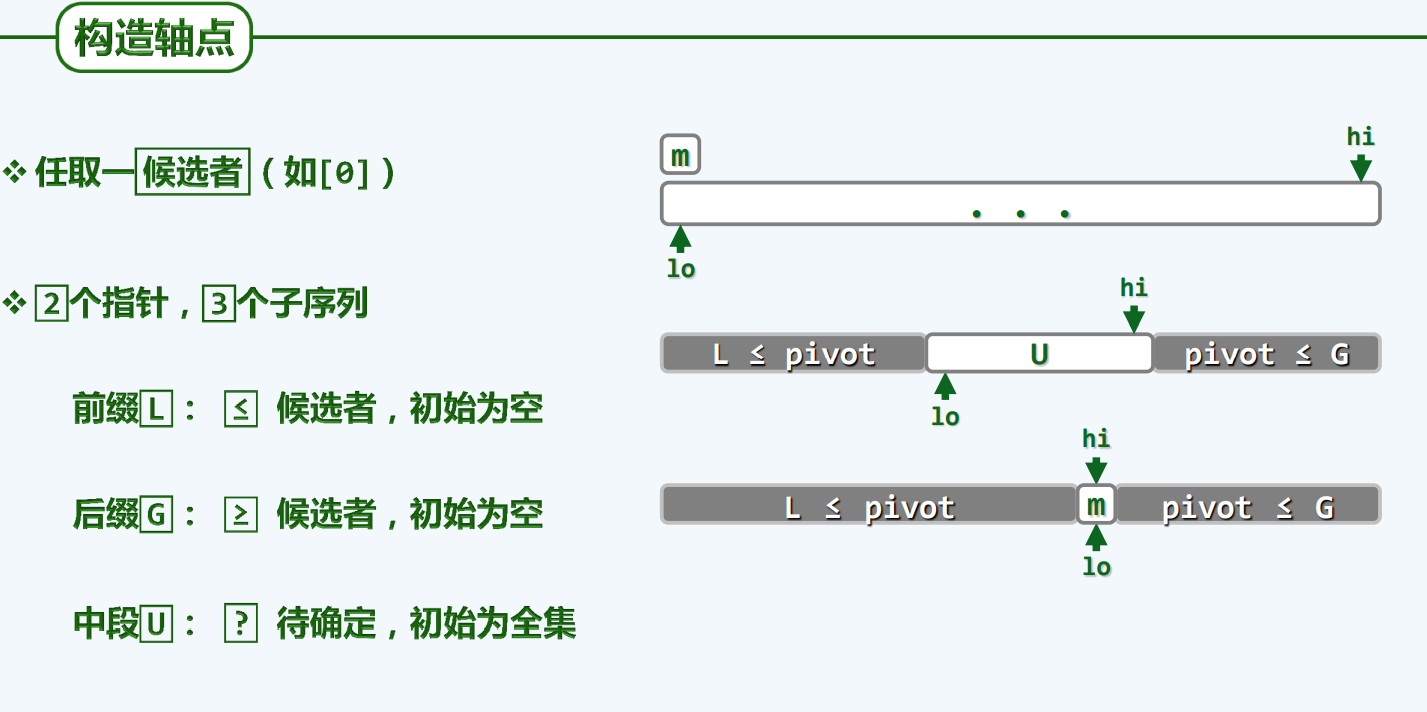 构造轴点
❖ 任取一候选者（如[0]）
❖ 2个指针，3个子序列
前缀L： ≤ 候选者，初始为空
后缀G： ≥ 候选者，初始为空
中段U： ? 待确定，初始为全集
hi
m
. . .
lo
hi
L ≤ pivot U pivot ≤ G
lo
hi
L ≤ pivot m pivot ≤ G
lo